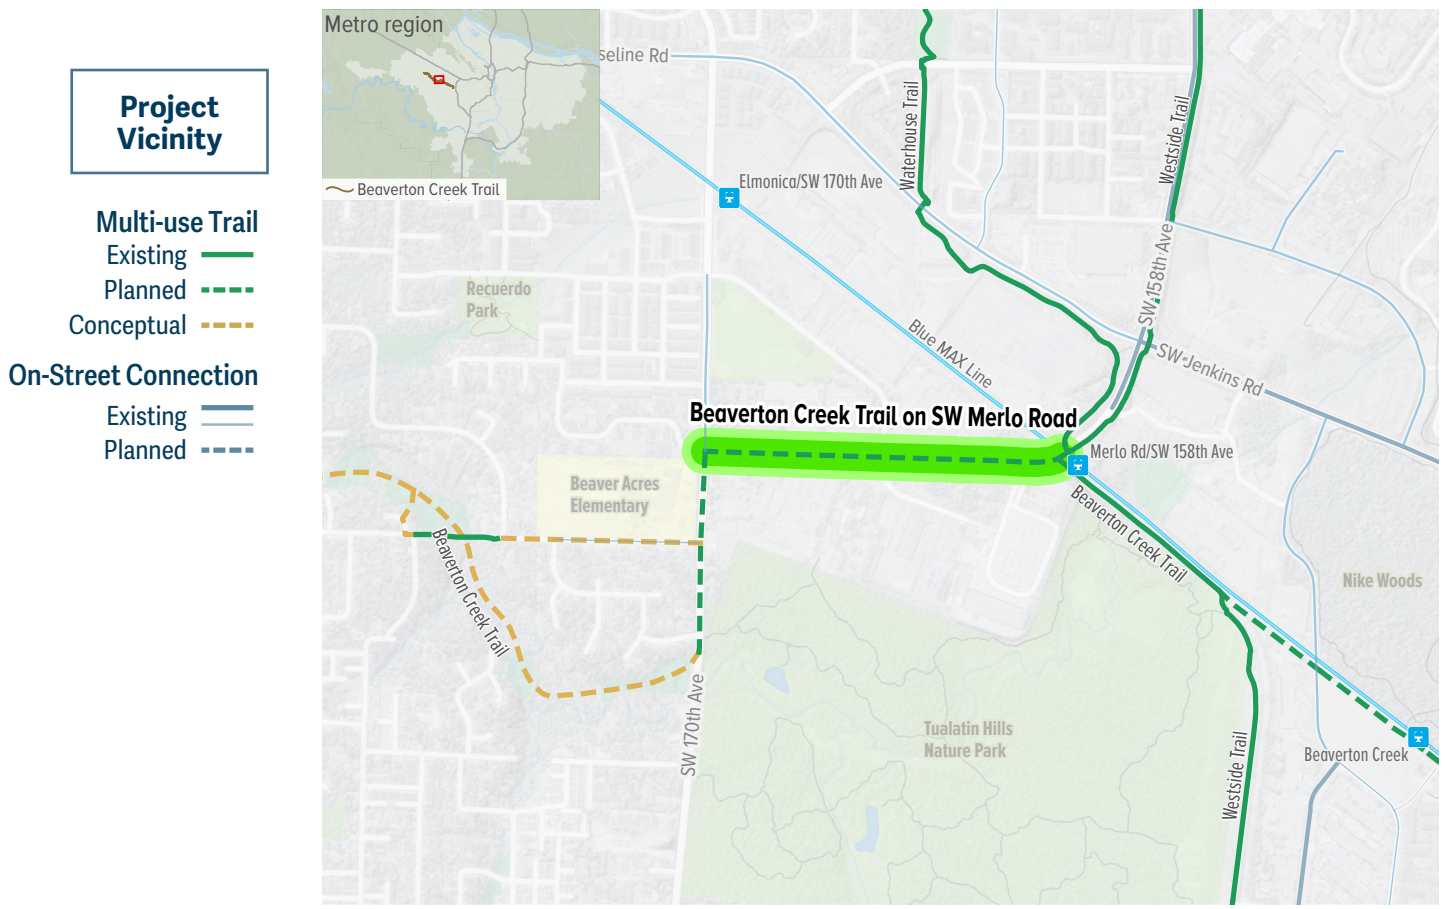 Project
Vicinity
Multi-use Trail
Existing
Planned
Conceptual
On-Street Connection
Existing
Planned
Metro region
Beaverton Creek Trail
seline Rd
Elmonica/SW 170th Ave
Waterhouse Trail
Westside Trail
SW 158th Ave
Recuerdo
Park
Blue MAX Line
SW Jenkins Rd
Beaverton Creek Trail on SW Merlo Road
Merlo Rd/SW 158th Ave
Beaver Acres
Elementary
Beaverton Creek Trail
Beaverton Creek Trail
Nike Woods
SW 170th Ave
Tualatin Hills
Nature Park
Westside Trail
Beaverton Creek